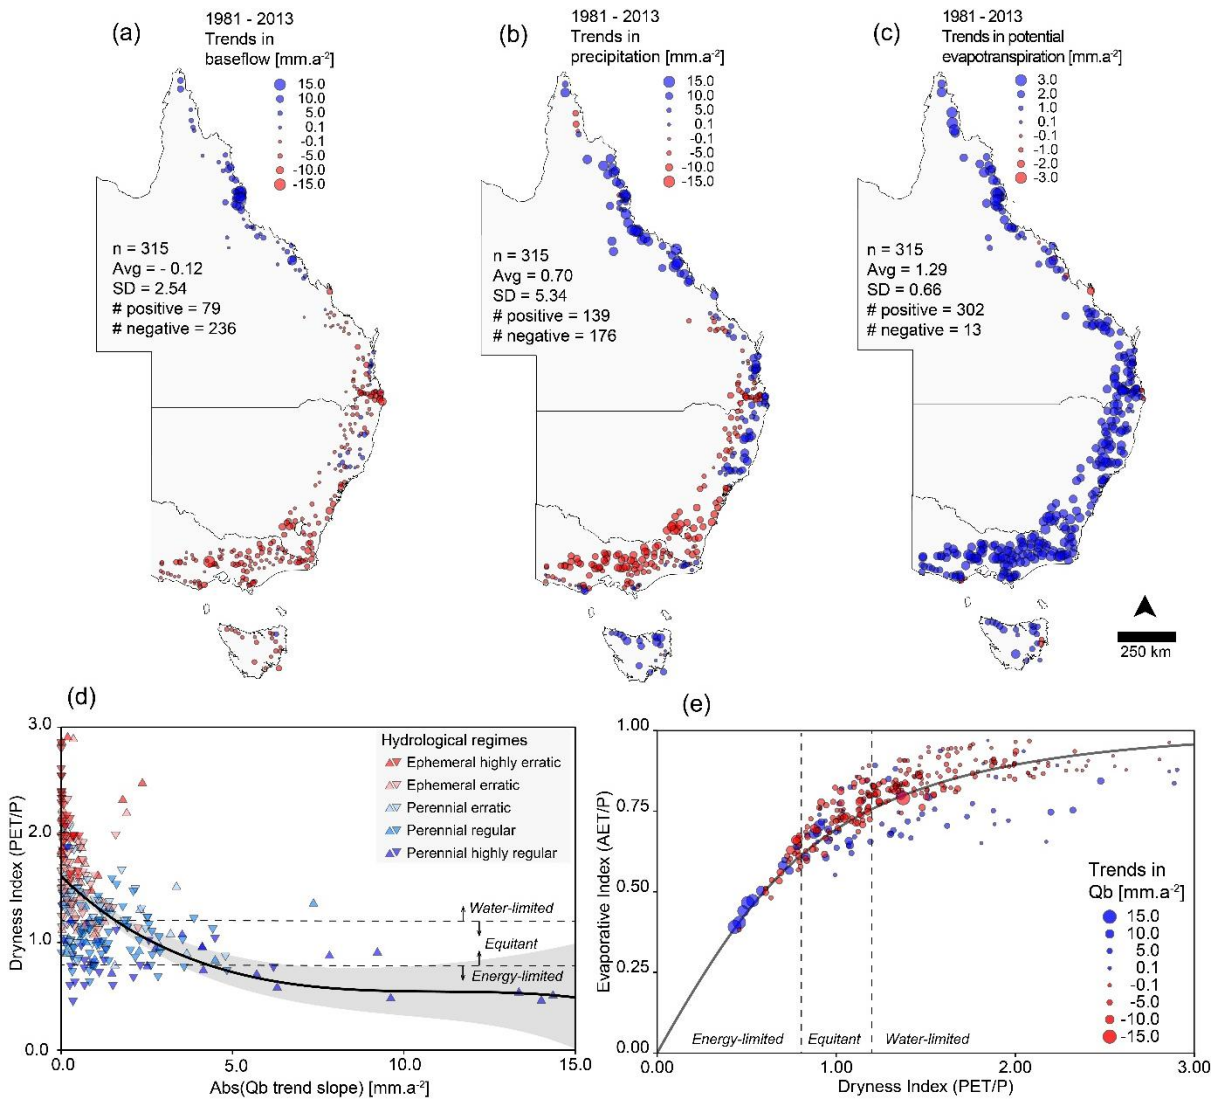 (a)
1981 - 2013
Trends in
baseflow [mm.a-2]
15.0
10.0
5.0
0.1
-0.1
-5.0
-10.0
-15.0
n = 315
Avg = - 0.12
SD = 2.54
# positive = 79
# negative = 236
(b)
1981 - 2013
Trends in
precipitation [mm.a-2]
15.0
10.0
5.0
0.1
-0.1
-5.0
-10.0
-15.0
n = 315
Avg = 0.70
SD = 5.34
# positive = 139
# negative = 176
(c)
1981 - 2013
Trends in potential
evapotranspiration [mm.a-2]
3.0
2.0
1.0
0.1
-0.1
-1.0
-2.0
-3.0
n = 315
Avg = 1.29
SD = 0.66
# positive = 302
# negative = 13
250 km
(d)
3.0
2.0
1.0
0.0
Dryness Index (PET/P)
Hydrological regimes
Ephemeral highly erratic
Ephemeral erratic
Perennial erratic
Perennial regular
Perennial highly regular
Water-limited
Equitant
Energy-limited
0.0
5.0
10.0
15.0
Abs(Qb trend slope) [mm.a-2]
(e)
1.00
0.75
0.50
0.25
0.00
Evaporative Index (AET/P)
Trends in
Qb [mm.a-2]
15.0
10.0
5.0
0.1
-0.1
-5.0
-10.0
-15.0
Energy-limited
Equitant
Water-limited
0.00
1.00
2.00
3.00
Dryness Index (PET/P)